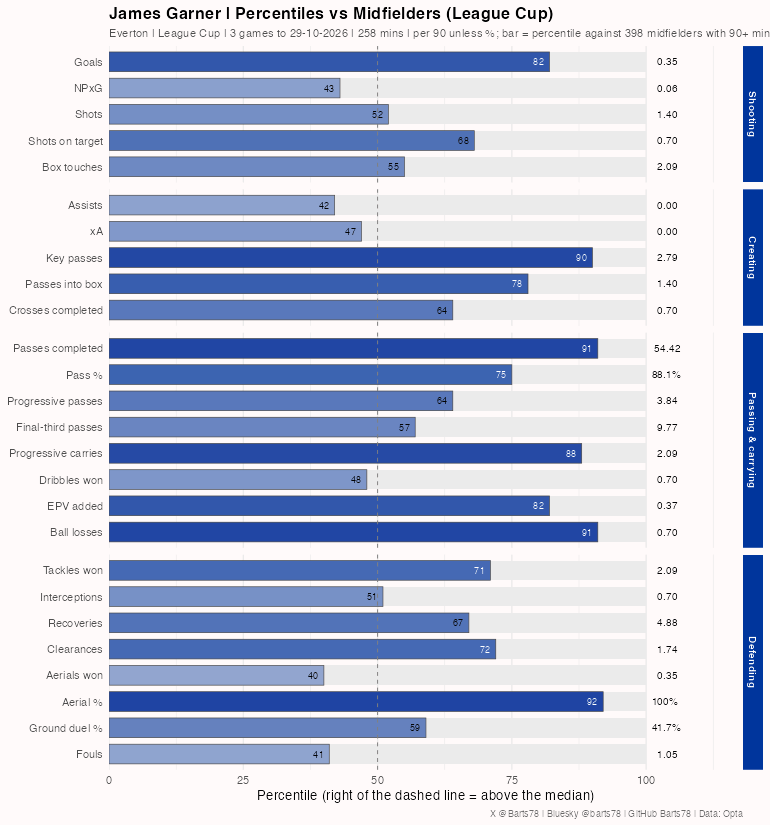 James Garner | Percentiles vs Midfielders (League Cup)
Everton | League Cup | 3 games to 29-10-2026 | 258 mins | per 90 unless %; bar = percentile against 398 midfielders with 90+ min
Shooting
Goals 82 0.35
NPxG 43 0.06
Shots 52 1.40
Shots on target 68 0.70
Box touches 55 2.09
Creating
Assists 42 0.00
xA 47 0.00
Key passes 90 2.79
Passes into box 78 1.40
Crosses completed 64 0.70
Passing & carrying
Passes completed 91 54.42
Pass % 75 88.1%
Progressive passes 64 3.84
Final-third passes 57 9.77
Progressive carries 88 2.09
Dribbles won 48 0.70
EPV added 82 0.37
Ball losses 91 0.70
Defending
Tackles won 71 2.09
Interceptions 51 0.70
Recoveries 67 4.88
Clearances 72 1.74
Aerials won 40 0.35
Aerial % 92 100%
Ground duel % 59 41.7%
Fouls 41 1.05
0 25 50 75 100
Percentile (right of the dashed line = above the median)
X @Barts78 | Bluesky @barts78 | GitHub Barts78 | Data: Opta